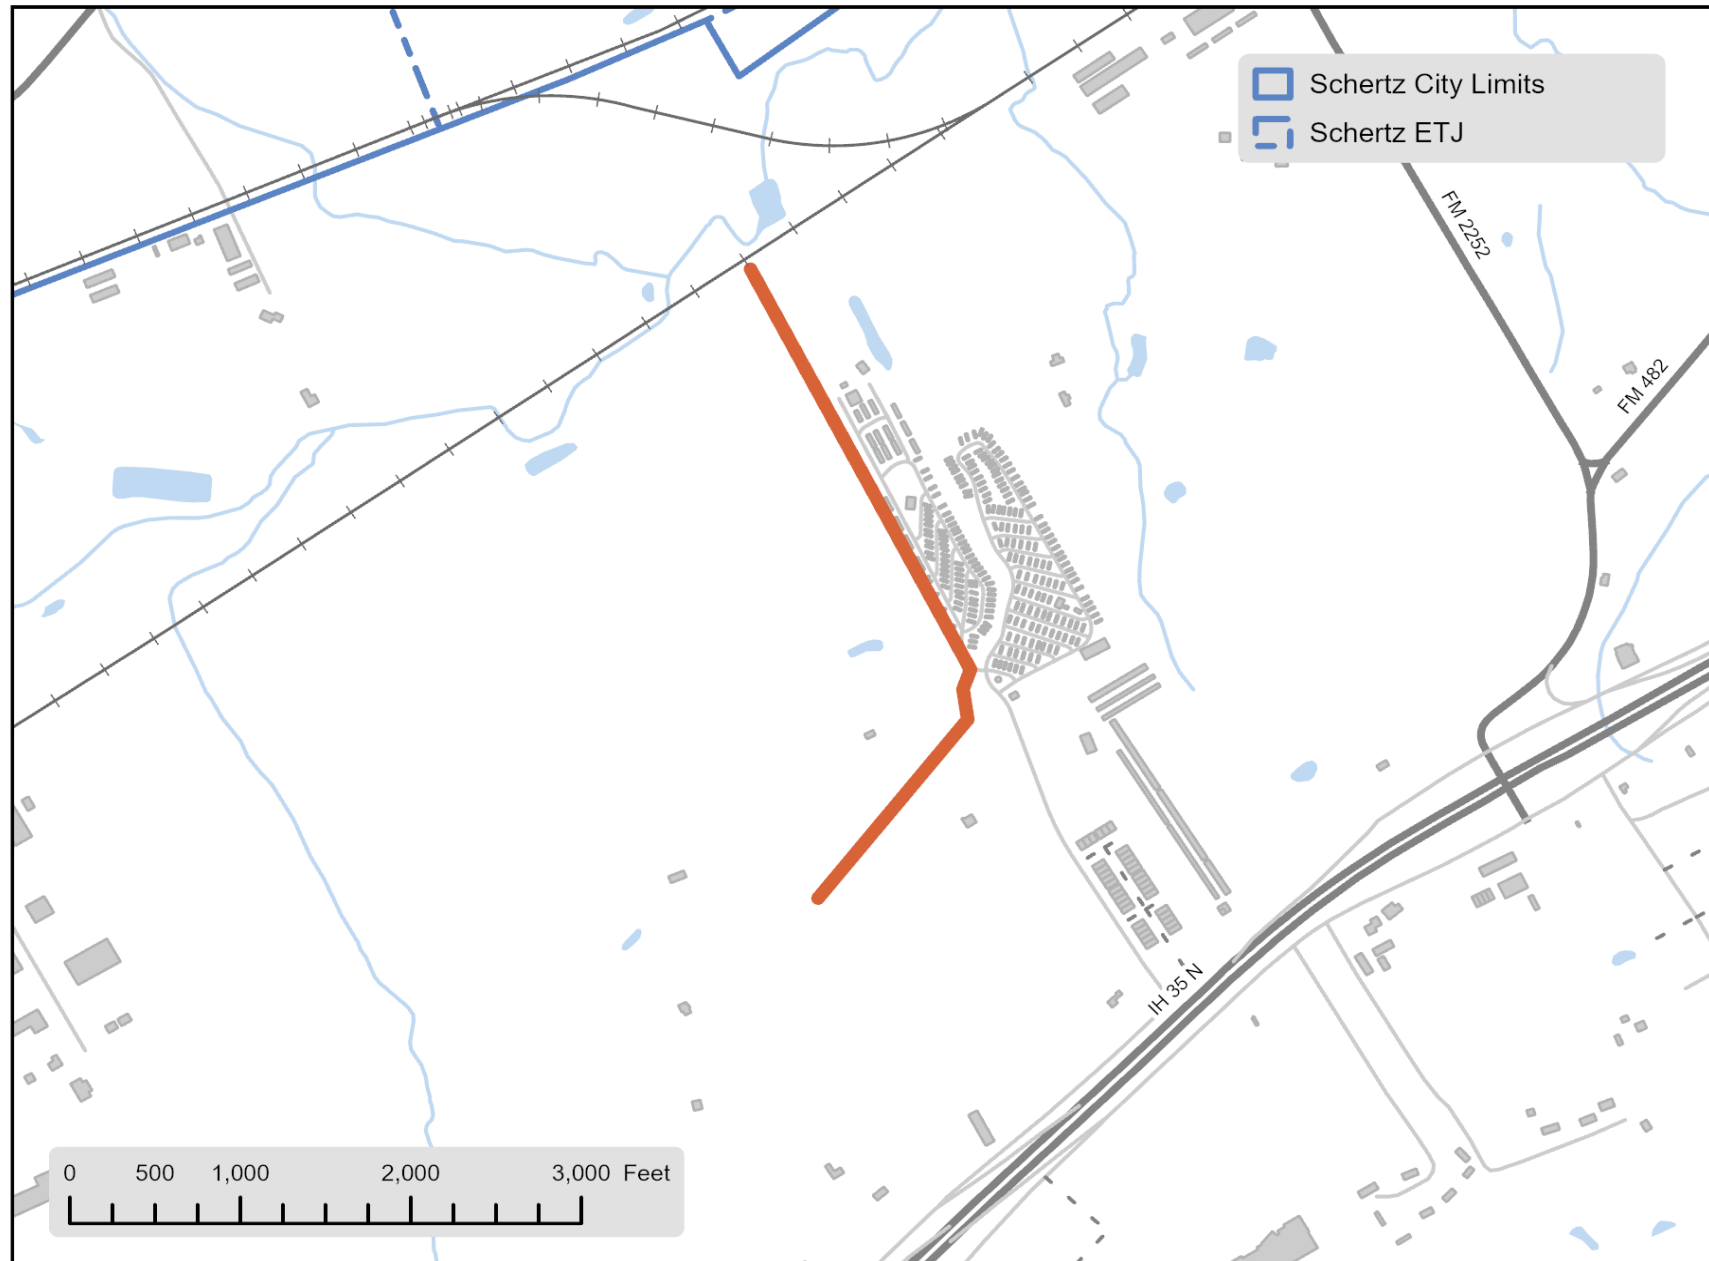 Schertz City Limits
Schertz ETJ
FM 2252
FM 482
IH 35 N
0 500 1,000 2,000 3,000 Feet